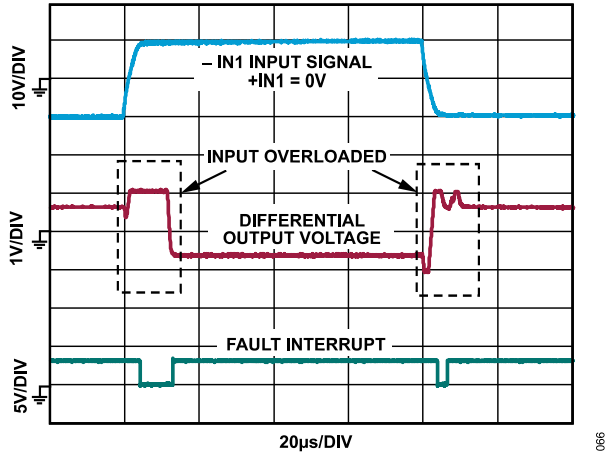 10V/DIV
– IN1 INPUT SIGNAL
+IN1 = 0V
INPUT OVERLOADED
1V/DIV
DIFFERENTIAL
OUTPUT VOLTAGE
FAULT INTERRUPT
5V/DIV
20µs/DIV
066